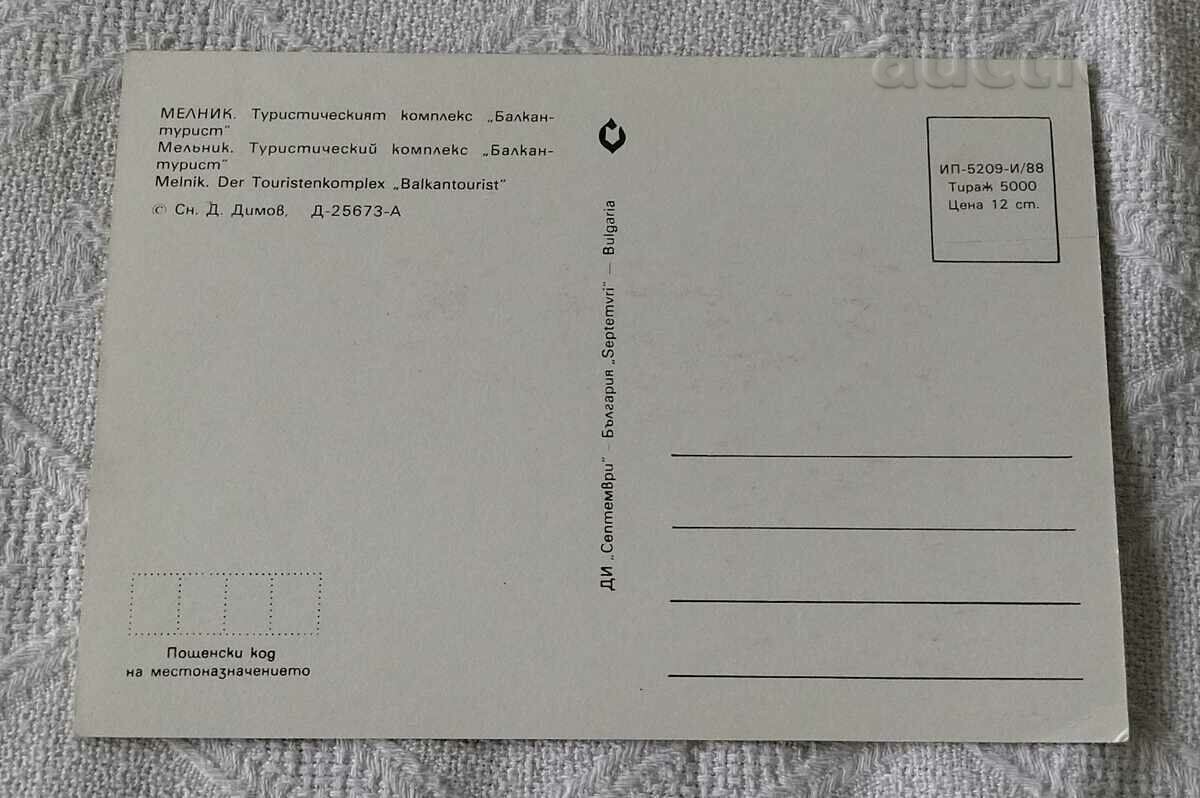 МЕЛНИК. Туристическият комплекс „Балкан-
турист"
Мельник. Туристический комплекс „Балкан-
турист"
Melnik. Der Touristenkomplex „Balkantourist"
© Сн. Д. Димов, Д-25673-А
ДИ „Септември" – България „Septemvri" — Bulgaria
ИП-5209-И/88
Тираж 5000
Цена 12 ст.
Пощенски код
на местоназначението